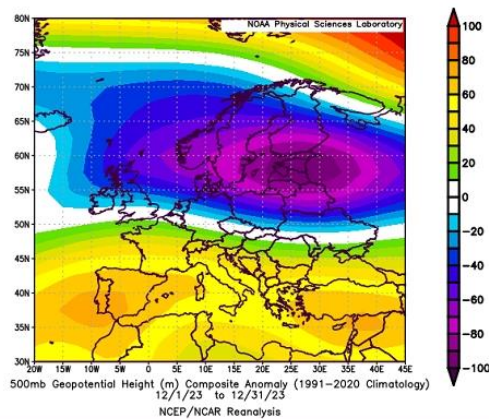 NOAA Physical Sciences Laboratory
80N
75N
70N
65N
60N
55N
50N
45N
40N
35N
30N
20W 15W 10W 5W 0 5E 10E 15E 20E 25E 30E 35E 40E 45E
100
80
60
40
20
0
-20
-40
-60
-80
-100
500mb Geopotential Height (m) Composite Anomaly (1991-2020 Climatology)
12/1/23 to 12/31/23
NCEP/NCAR Reanalysis